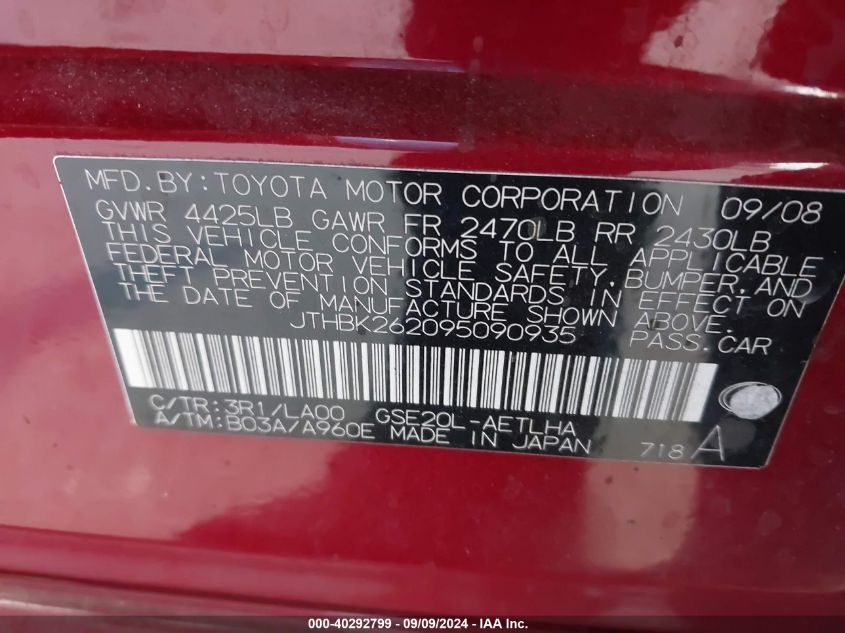 MFD. BY: TOYOTA MOTOR CORPORATION 09/08
GVWR 4425LB GAWR FR 2470LB RR 2430LB
THIS VEHICLE CONFORMS TO ALL APPLICABLE
FEDERAL MOTOR VEHICLE SAFETY, BUMPER, AND
THEFT PREVENTION STANDARDS IN EFFECT ON
THE DATE OF MANUFACTURE SHOWN ABOVE.
JTHBK262095090935 PASS. CAR
C/TR: 3R1/LA00 GSE20L-AETLHA
A/TM: B03A/A960E MADE IN JAPAN 718 A
000-40292799 - 09/09/2024 - IAA Inc.